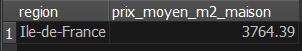 region prix_moyen_m2_maison
1 Ile-de-France 3764.39